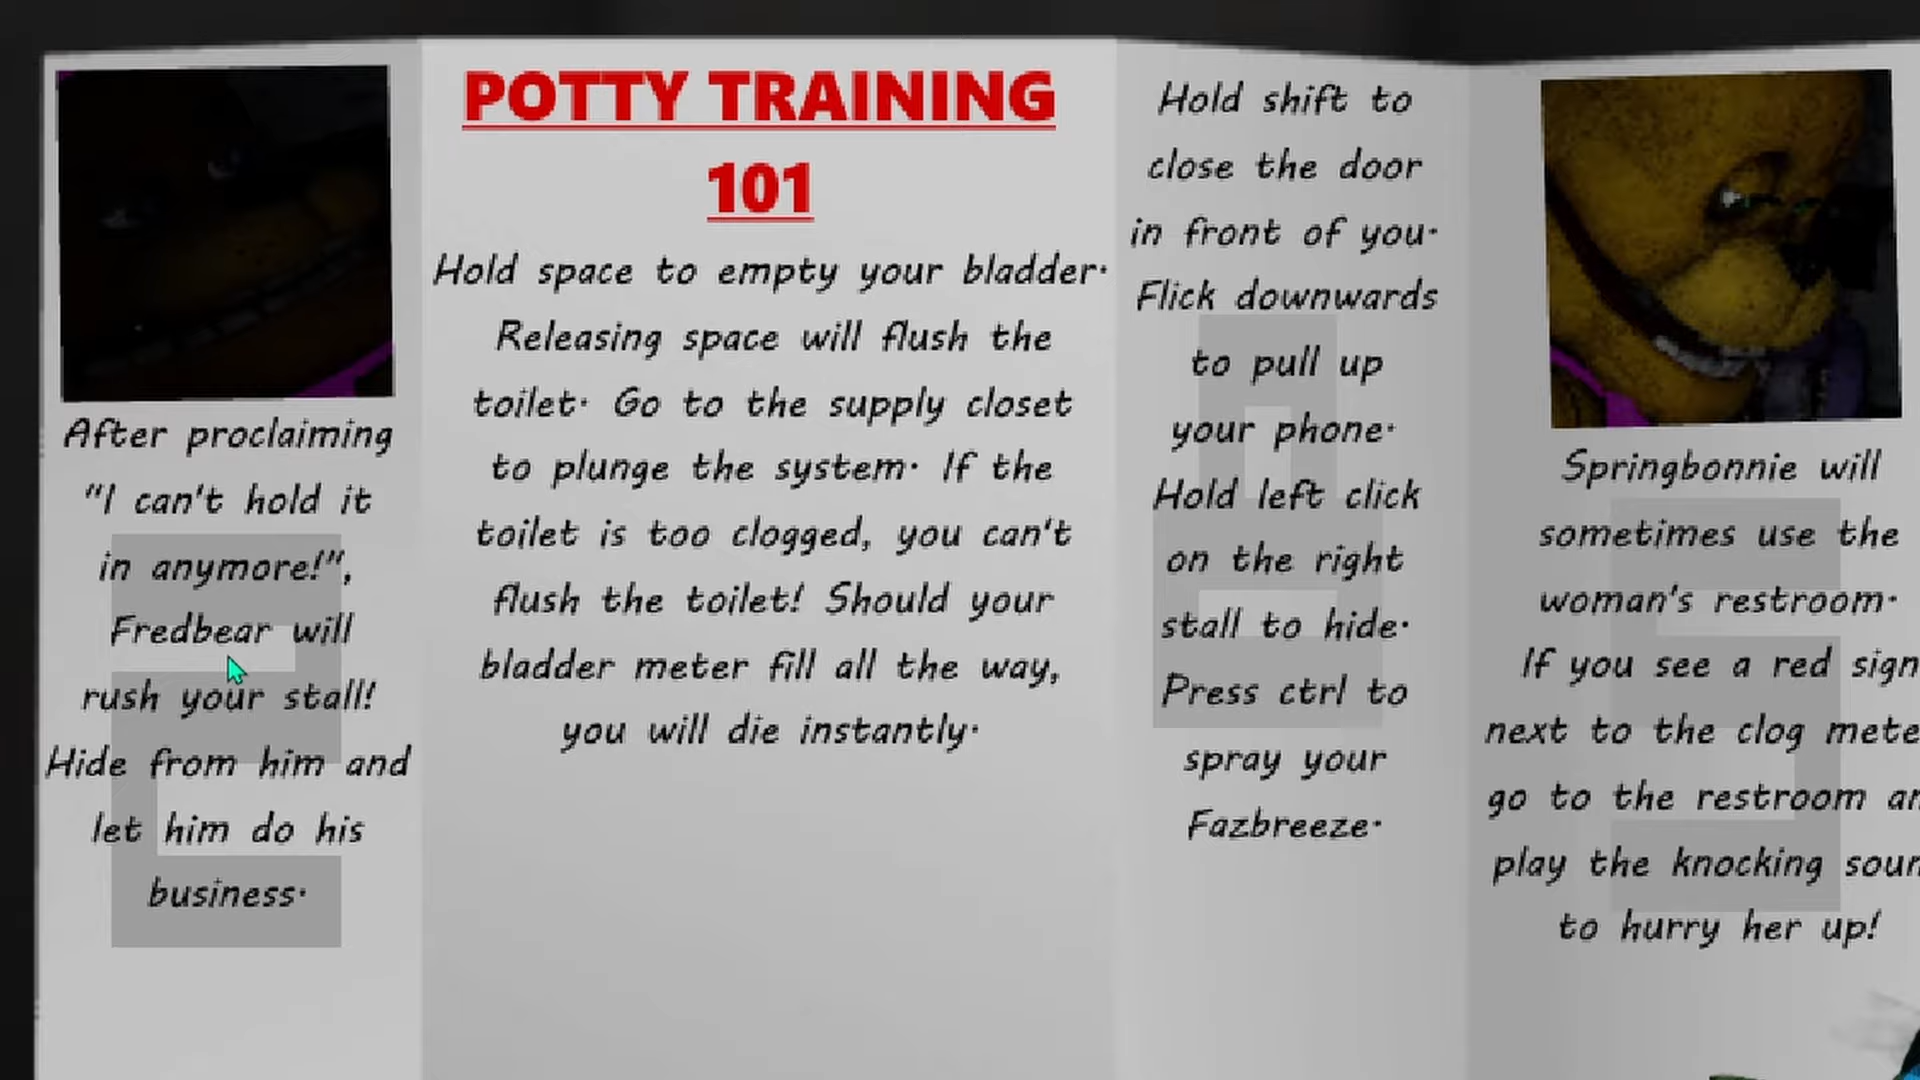 After proclaiming
"I can't hold it
in anymore!",
Fredbear will
rush your stall!
Hide from him and
let him do his
business.
POTTY TRAINING
101
Hold space to empty your bladder.
Releasing space will flush the
toilet. Go to the supply closet
to plunge the system. If the
toilet is too clogged, you can't
flush the toilet! Should your
bladder meter fill all the way,
you will die instantly.
Hold shift to
close the door
in front of you.
Flick downwards
to pull up
your phone.
Hold left click
on the right
stall to hide.
Press ctrl to
spray your
Fazbreeze.
Springbonnie will
sometimes use the
woman's restroom.
If you see a red sign
next to the clog mete
go to the restroom an
play the knocking soun
to hurry her up!